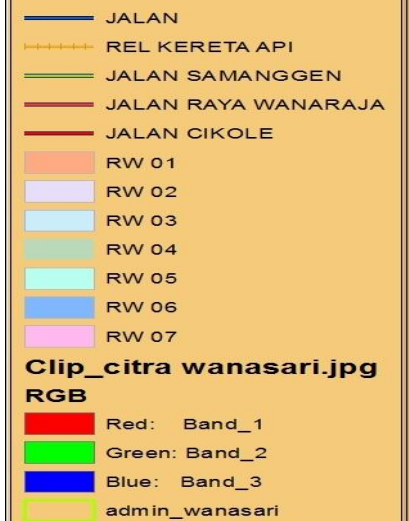 JALAN
REL KERETA API
JALAN SAMANGGEN
JALAN RAYA WANARAJA
JALAN CIKOLE
RW 01
RW 02
RW 03
RW 04
RW 05
RW 06
RW 07
Clip_citra wanasari.jpg
RGB
Red: Band_1
Green: Band_2
Blue: Band_3
admin_wanasari